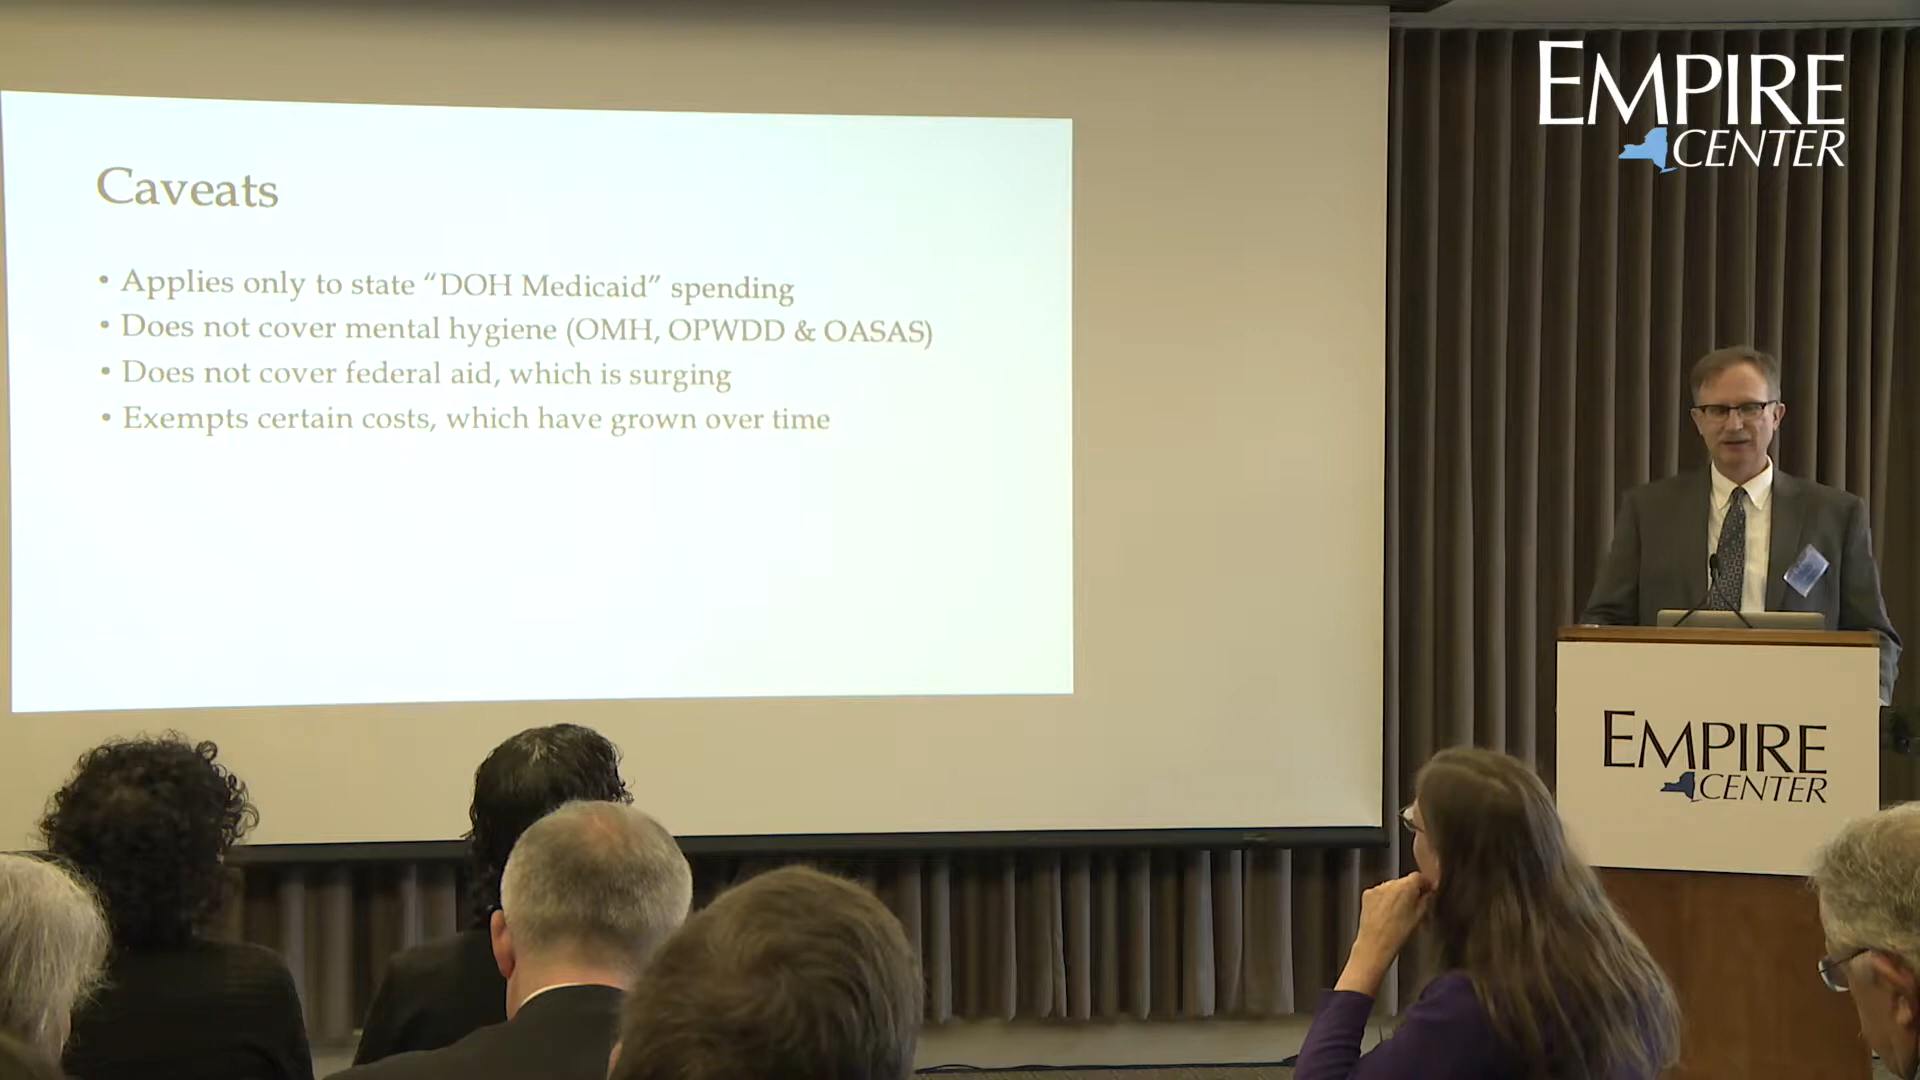 EMPIRE
CENTER
Caveats
• Applies only to state “DOH Medicaid” spending
• Does not cover mental hygiene (OMH, OPWDD & OASAS)
• Does not cover federal aid, which is surging
• Exempts certain costs, which have grown over time
EMPIRE
CENTER